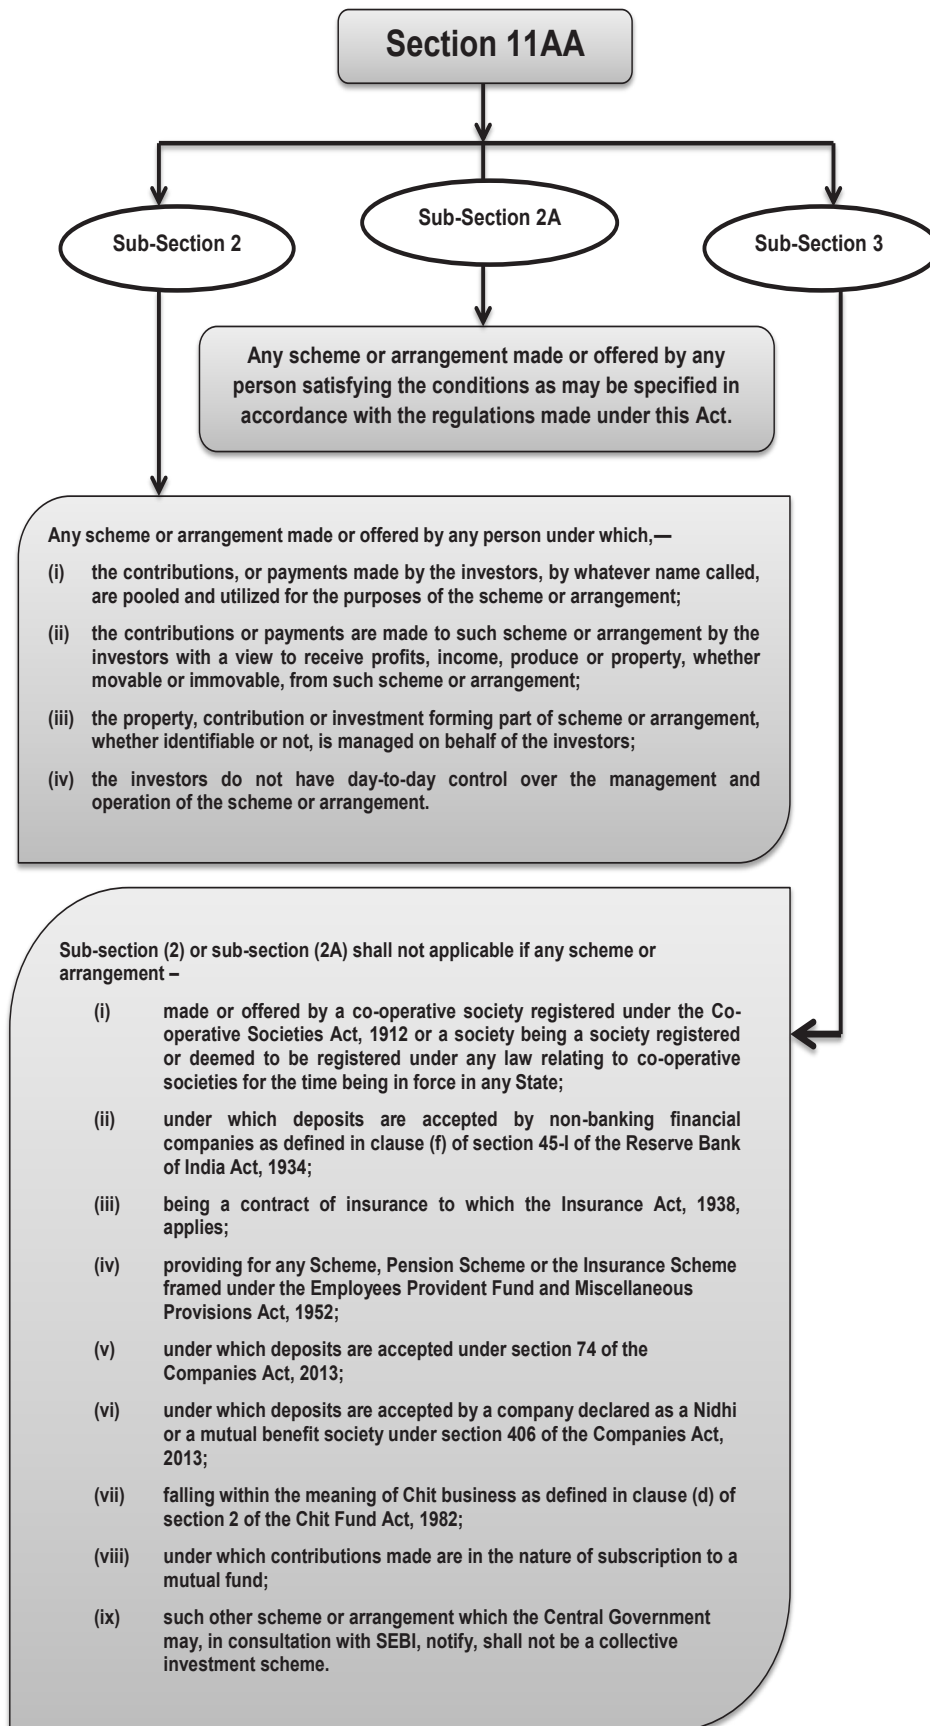 Section 11AA
Sub-Section 2
Sub-Section 2A
Sub-Section 3
Any scheme or arrangement made or offered by any
person satisfying the conditions as may be specified in
accordance with the regulations made under this Act.
Any scheme or arrangement made or offered by any person under which,—
(i) the contributions, or payments made by the investors, by whatever name called,
are pooled and utilized for the purposes of the scheme or arrangement;
(ii) the contributions or payments are made to such scheme or arrangement by the
investors with a view to receive profits, income, produce or property, whether
movable or immovable, from such scheme or arrangement;
(iii) the property, contribution or investment forming part of scheme or arrangement,
whether identifiable or not, is managed on behalf of the investors;
(iv) the investors do not have day-to-day control over the management and
operation of the scheme or arrangement.
Sub-section (2) or sub-section (2A) shall not applicable if any scheme or
arrangement –
(i) made or offered by a co-operative society registered under the Co-
operative Societies Act, 1912 or a society being a society registered
or deemed to be registered under any law relating to co-operative
societies for the time being in force in any State;
(ii) under which deposits are accepted by non-banking financial
companies as defined in clause (f) of section 45-I of the Reserve Bank
of India Act, 1934;
(iii) being a contract of insurance to which the Insurance Act, 1938,
applies;
(iv) providing for any Scheme, Pension Scheme or the Insurance Scheme
framed under the Employees Provident Fund and Miscellaneous
Provisions Act, 1952;
(v) under which deposits are accepted under section 74 of the
Companies Act, 2013;
(vi) under which deposits are accepted by a company declared as a Nidhi
or a mutual benefit society under section 406 of the Companies Act,
2013;
(vii) falling within the meaning of Chit business as defined in clause (d) of
section 2 of the Chit Fund Act, 1982;
(viii) under which contributions made are in the nature of subscription to a
mutual fund;
(ix) such other scheme or arrangement which the Central Government
may, in consultation with SEBI, notify, shall not be a collective
investment scheme.